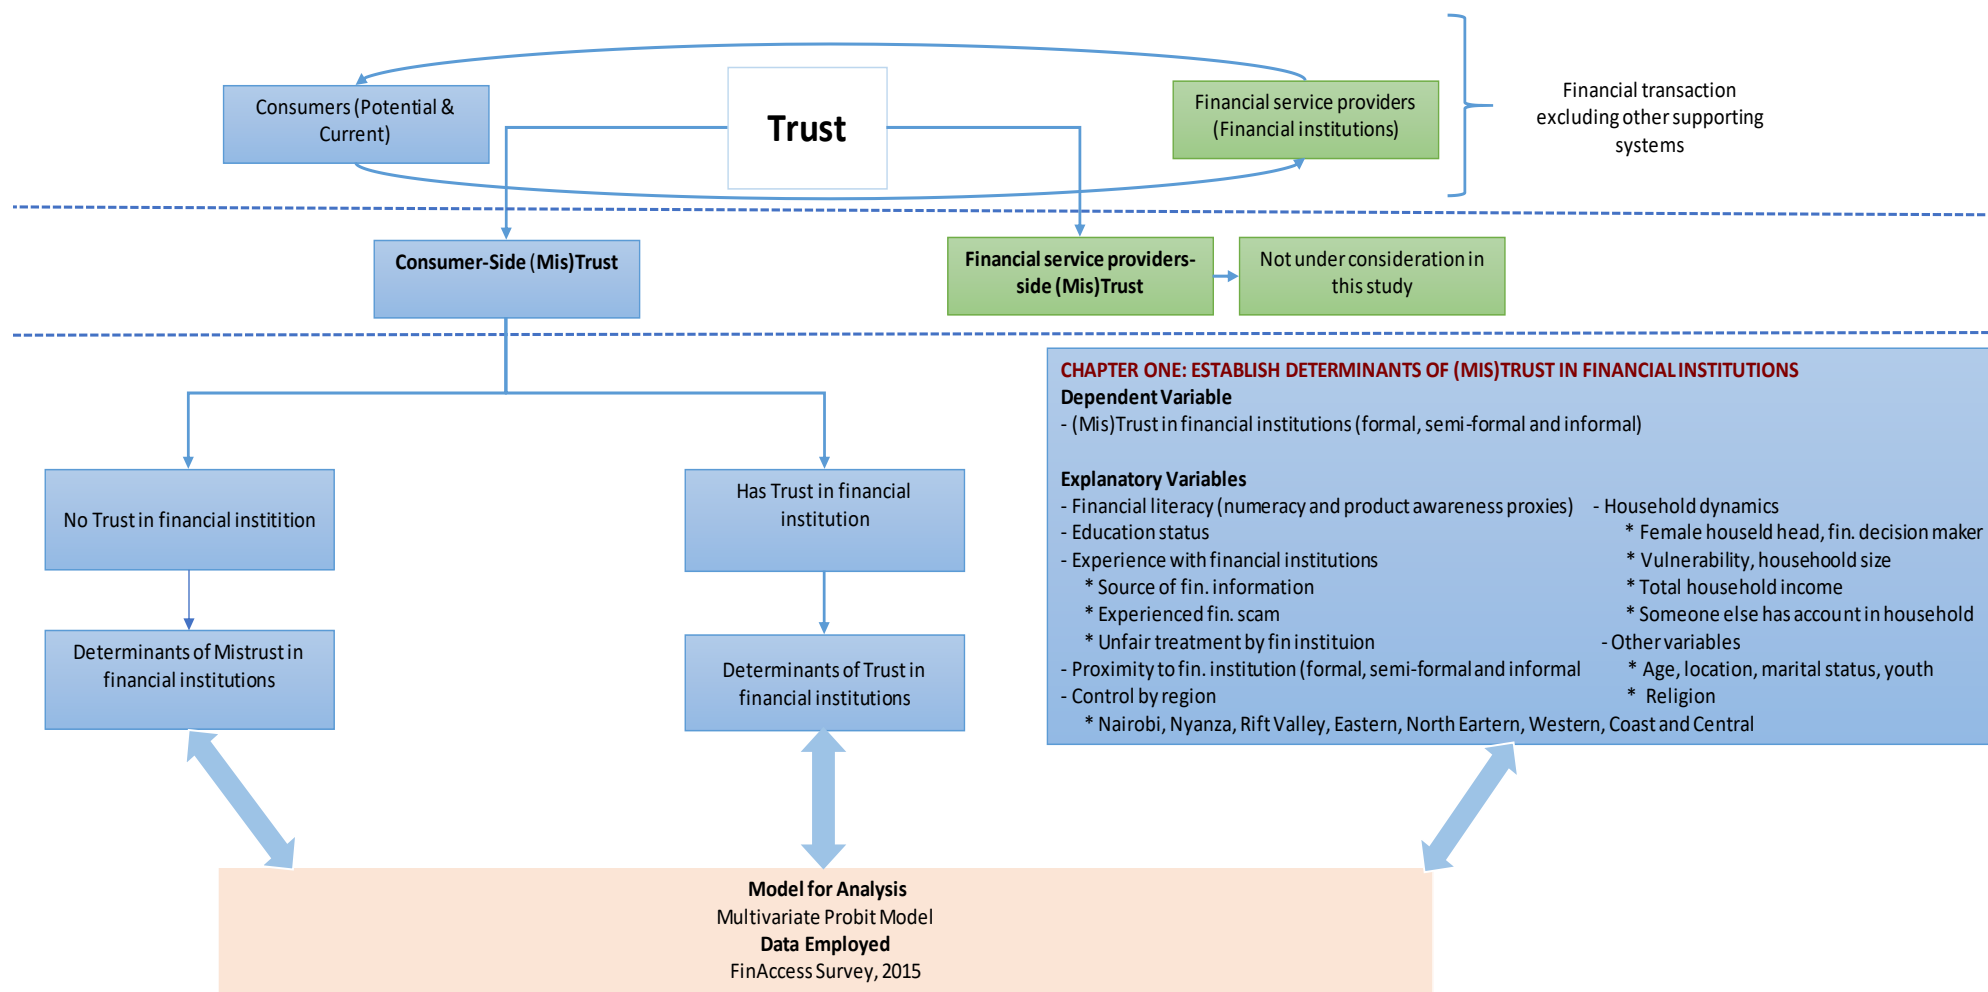 Consumers (Potential &
Current)
Trust
Financial service providers
(Financial institutions)
Financial transaction
excluding other supporting
systems
Consumer-Side (Mis)Trust
Financial service providers-
side (Mis)Trust
Not under consideration in
this study
No Trust in financial instition
Has Trust in financial
institution
Determinants of Mistrust in
financial institutions
Determinants of Trust in
financial institutions
CHAPTER ONE: ESTABLISH DETERMINANTS OF (MIS)TRUST IN FINANCIAL INSTITUTIONS
Dependent Variable
- (Mis)Trust in financial institutions (formal, semi-formal and informal)
Explanatory Variables
- Financial literacy (numeracy and product awareness proxies) - Household dynamics
- Education status * Female houseld head, fin. decision maker
- Experience with financial institutions * Vulnerability, househoold size
* Source of fin. information * Total household income
* Experienced fin. scam * Someone else has account in household
* Unfair treatment by fin instituion - Other variables
- Proximity to fin. institution (formal, semi-formal and informal * Age, location, marital status, youth
- Control by region * Religion
* Nairobi, Nyanza, Rift Valley, Eastern, North Eartern, Western, Coast and Central
Model for Analysis
Multivariate Probit Model
Data Employed
FinAccess Survey, 2015